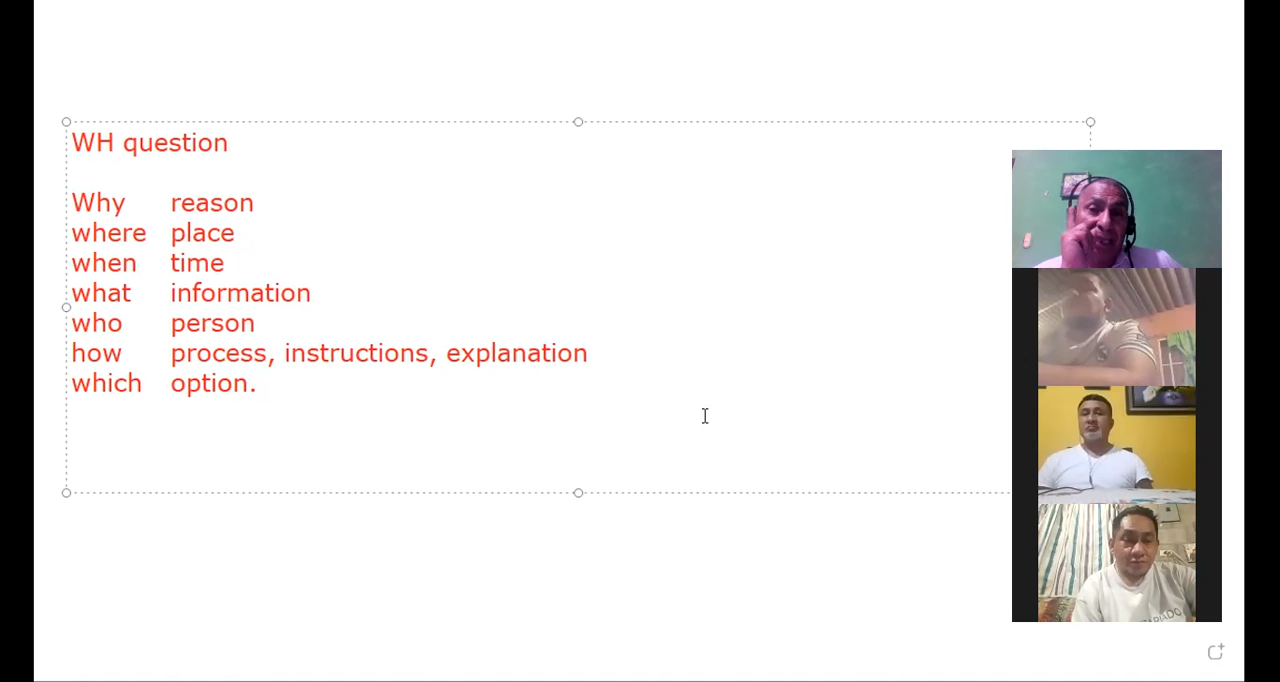 WH question
Why reason
where place
when time
what information
who person
how process, instructions, explanation
which option.